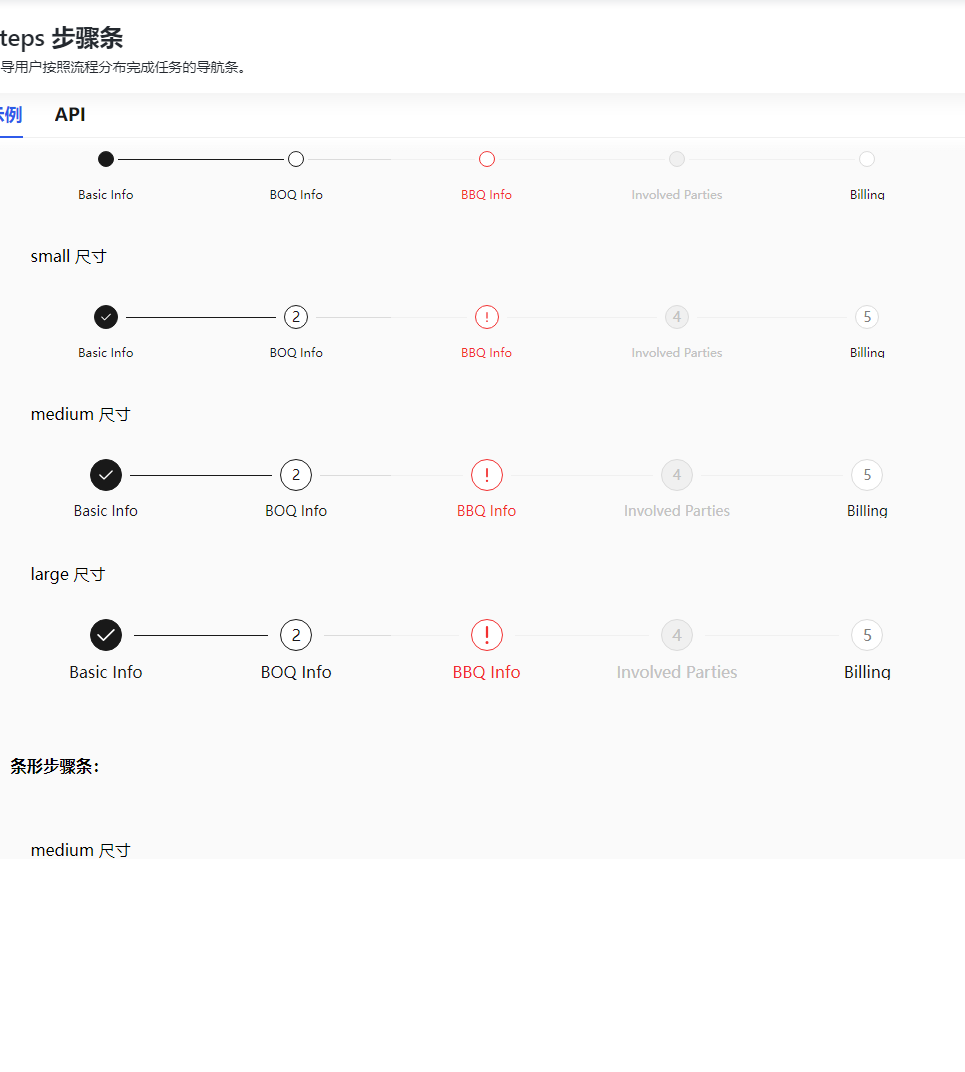 teps 步骤条
导用户按照流程分布完成任务的导航条。
示例 API
Basic Info BOQ Info BBQ Info Involved Parties Billing
small 尺寸
2 ! 4 5
Basic Info BOQ Info BBQ Info Involved Parties Billing
medium 尺寸
2 ! 4 5
Basic Info BOQ Info BBQ Info Involved Parties Billing
large 尺寸
2 ! 4 5
Basic Info BOQ Info BBQ Info Involved Parties Billing
条形步骤条:
medium 尺寸